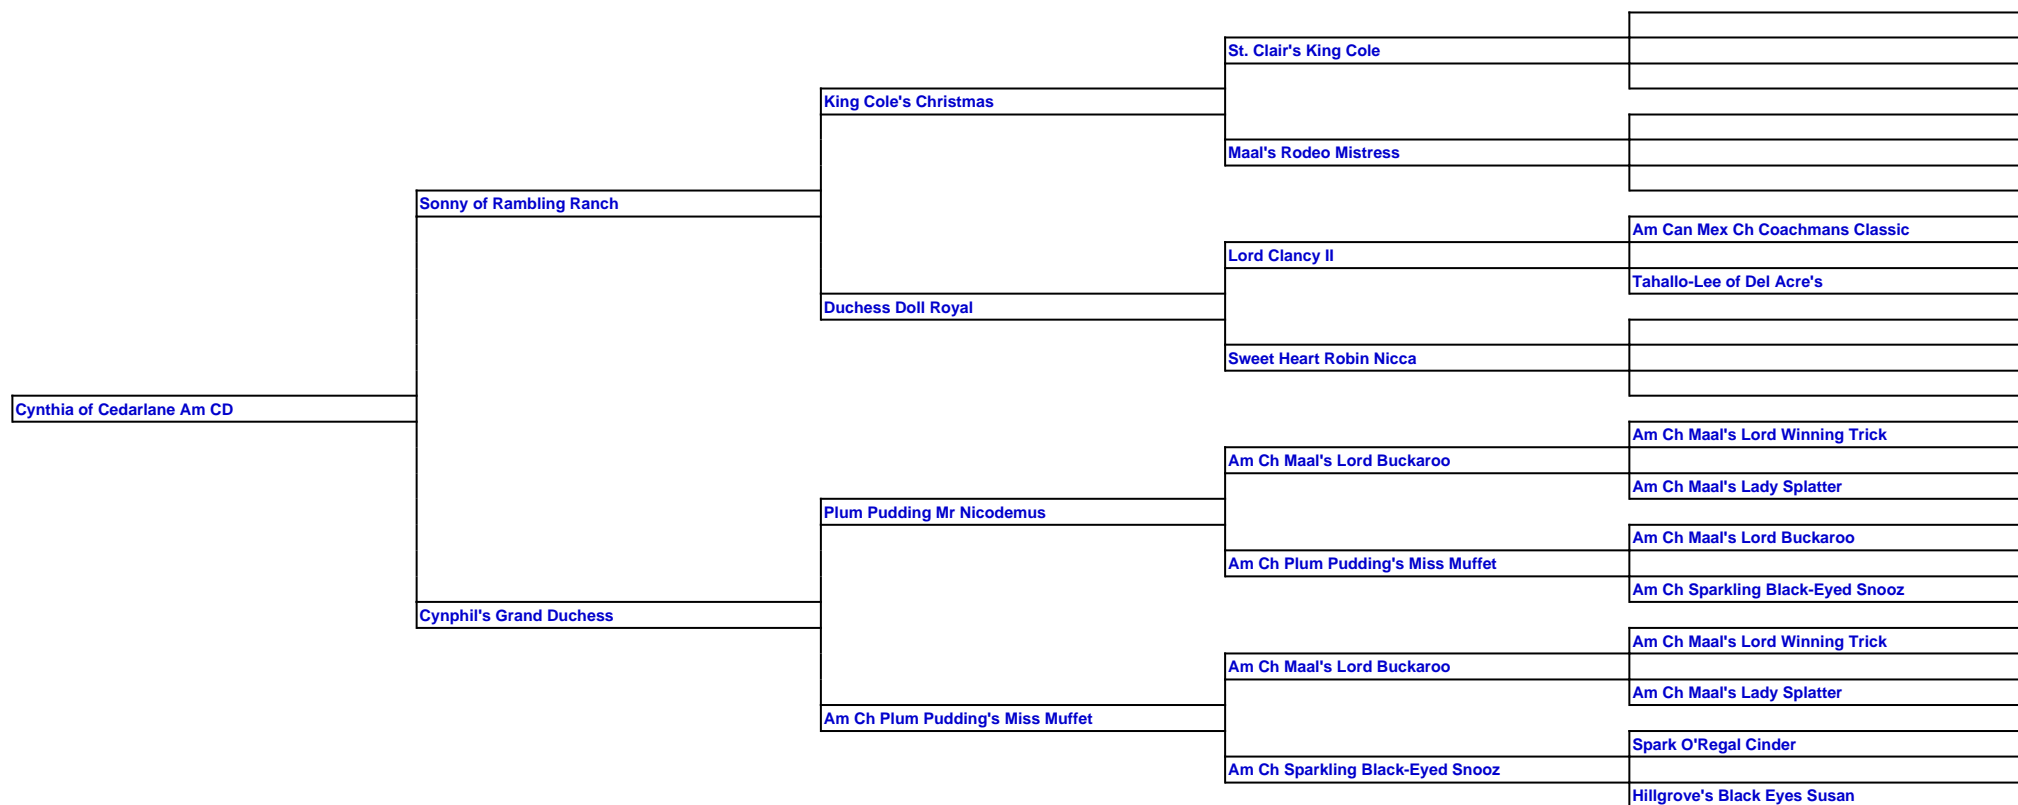 St. Clair's King Cole
King Cole's Christmas
Maal's Rodeo Mistress
Sonny of Rambling Ranch
Am Can Mex Ch Coachmans Classic
Lord Clancy II
Tahallo-Lee of Del Acre's
Duchess Doll Royal
Sweet Heart Robin Nicca
Cynthia of Cedarlane Am CD
Am Ch Maal's Lord Winning Trick
Am Ch Maal's Lord Buckaroo
Am Ch Maal's Lady Splatter
Plum Pudding Mr Nicodemus
Am Ch Maal's Lord Buckaroo
Am Ch Plum Pudding's Miss Muffet
Am Ch Sparkling Black-Eyed Snooz
Cynphil's Grand Duchess
Am Ch Maal's Lord Winning Trick
Am Ch Maal's Lord Buckaroo
Am Ch Maal's Lady Splatter
Am Ch Plum Pudding's Miss Muffet
Spark O'Regal Cinder
Am Ch Sparkling Black-Eyed Snooz
Hillgrove's Black Eyes Susan